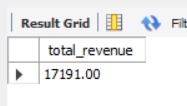 Result Grid
total_revenue
17191.00